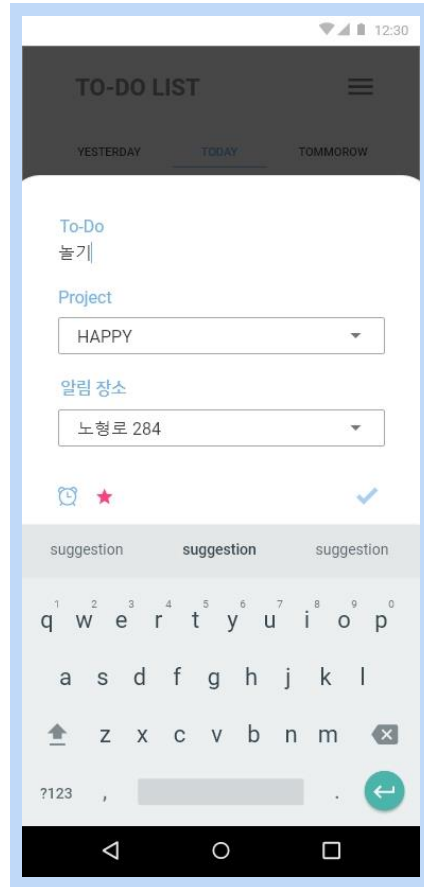 12:30
TO-DO LIST
YESTERDAY TODAY TOMMOROW
To-Do
놀기
Project
HAPPY
알림 장소
노형로 284
suggestion suggestion suggestion
1 2 3 4 5 6 7 8 9 0
q w e r t y u i o p
a s d f g h j k l
z x c v b n m
?123 , .